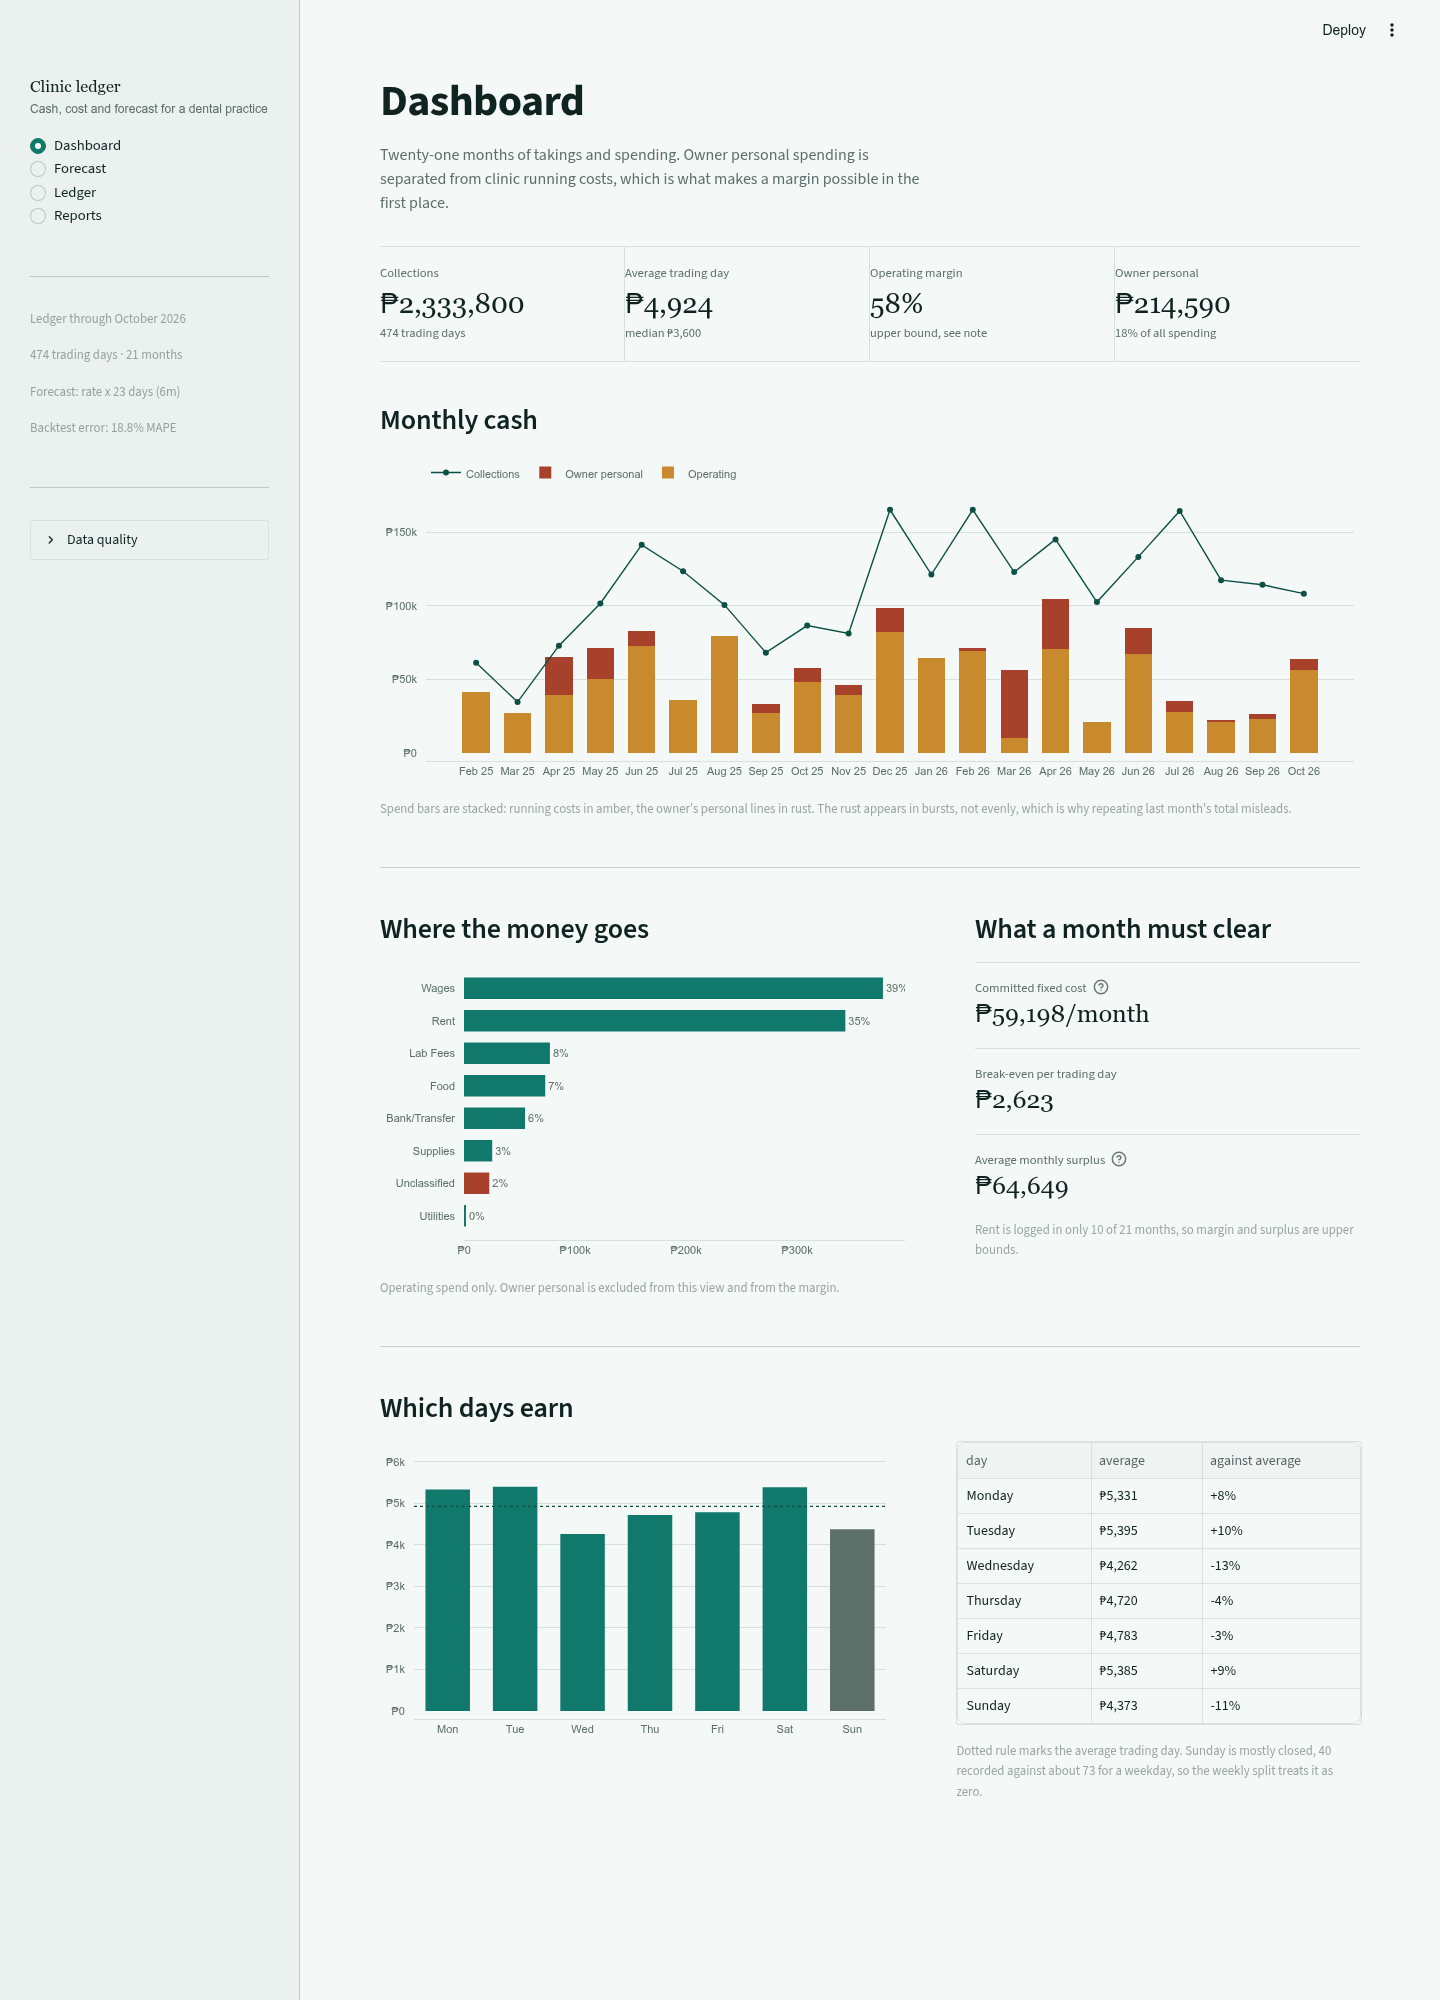 Deploy
Clinic ledger
Cash, cost and forecast for a dental practice
Dashboard
Forecast
Ledger
Reports
Ledger through October 2026
474 trading days · 21 months
Forecast: rate x 23 days (6m)
Backtest error: 18.8% MAPE
Data quality
Dashboard
Twenty-one months of takings and spending. Owner personal spending is
separated from clinic running costs, which is what makes a margin possible in the
first place.
Collections
₱2,333,800
474 trading days
Average trading day
₱4,924
median ₱3,600
Operating margin
58%
upper bound, see note
Owner personal
₱214,590
18% of all spending
Monthly cash
Collections Owner personal Operating
₱150k
₱100k
₱50k
₱0
Feb 25 Mar 25 Apr 25 May 25 Jun 25 Jul 25 Aug 25 Sep 25 Oct 25 Nov 25 Dec 25 Jan 26 Feb 26 Mar 26 Apr 26 May 26 Jun 26 Jul 26 Aug 26 Sep 26 Oct 26
Spend bars are stacked: running costs in amber, the owner's personal lines in rust. The rust appears in bursts, not evenly, which is why repeating last month's total misleads.
Where the money goes
Wages 39%
Rent 35%
Lab Fees 8%
Food 7%
Bank/Transfer 6%
Supplies 3%
Unclassified 2%
Utilities 0%
₱0 ₱100k ₱200k ₱300k
Operating spend only. Owner personal is excluded from this view and from the margin.
What a month must clear
Committed fixed cost
₱59,198/month
Break-even per trading day
₱2,623
Average monthly surplus
₱64,649
Rent is logged in only 10 of 21 months, so margin and surplus are upper
bounds.
Which days earn
₱6k
₱5k
₱4k
₱3k
₱2k
₱1k
₱0
Mon Tue Wed Thu Fri Sat Sun
day average against average
Monday ₱5,331 +8%
Tuesday ₱5,395 +10%
Wednesday ₱4,262 -13%
Thursday ₱4,720 -4%
Friday ₱4,783 -3%
Saturday ₱5,385 +9%
Sunday ₱4,373 -11%
Dotted rule marks the average trading day. Sunday is mostly closed, 40
recorded against about 73 for a weekday, so the weekly split treats it as
zero.